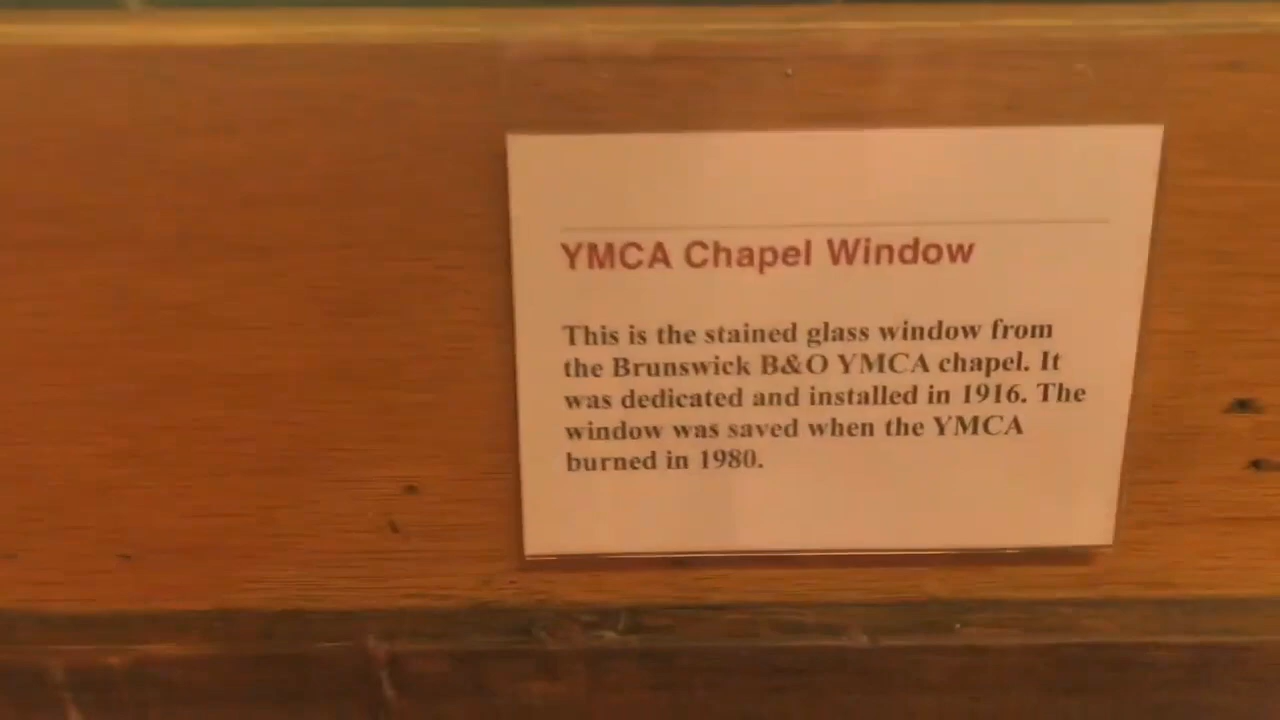 YMCA Chapel Window
This is the stained glass window from
the Brunswick B&O YMCA chapel. It
was dedicated and installed in 1916. The
window was saved when the YMCA
burned in 1980.